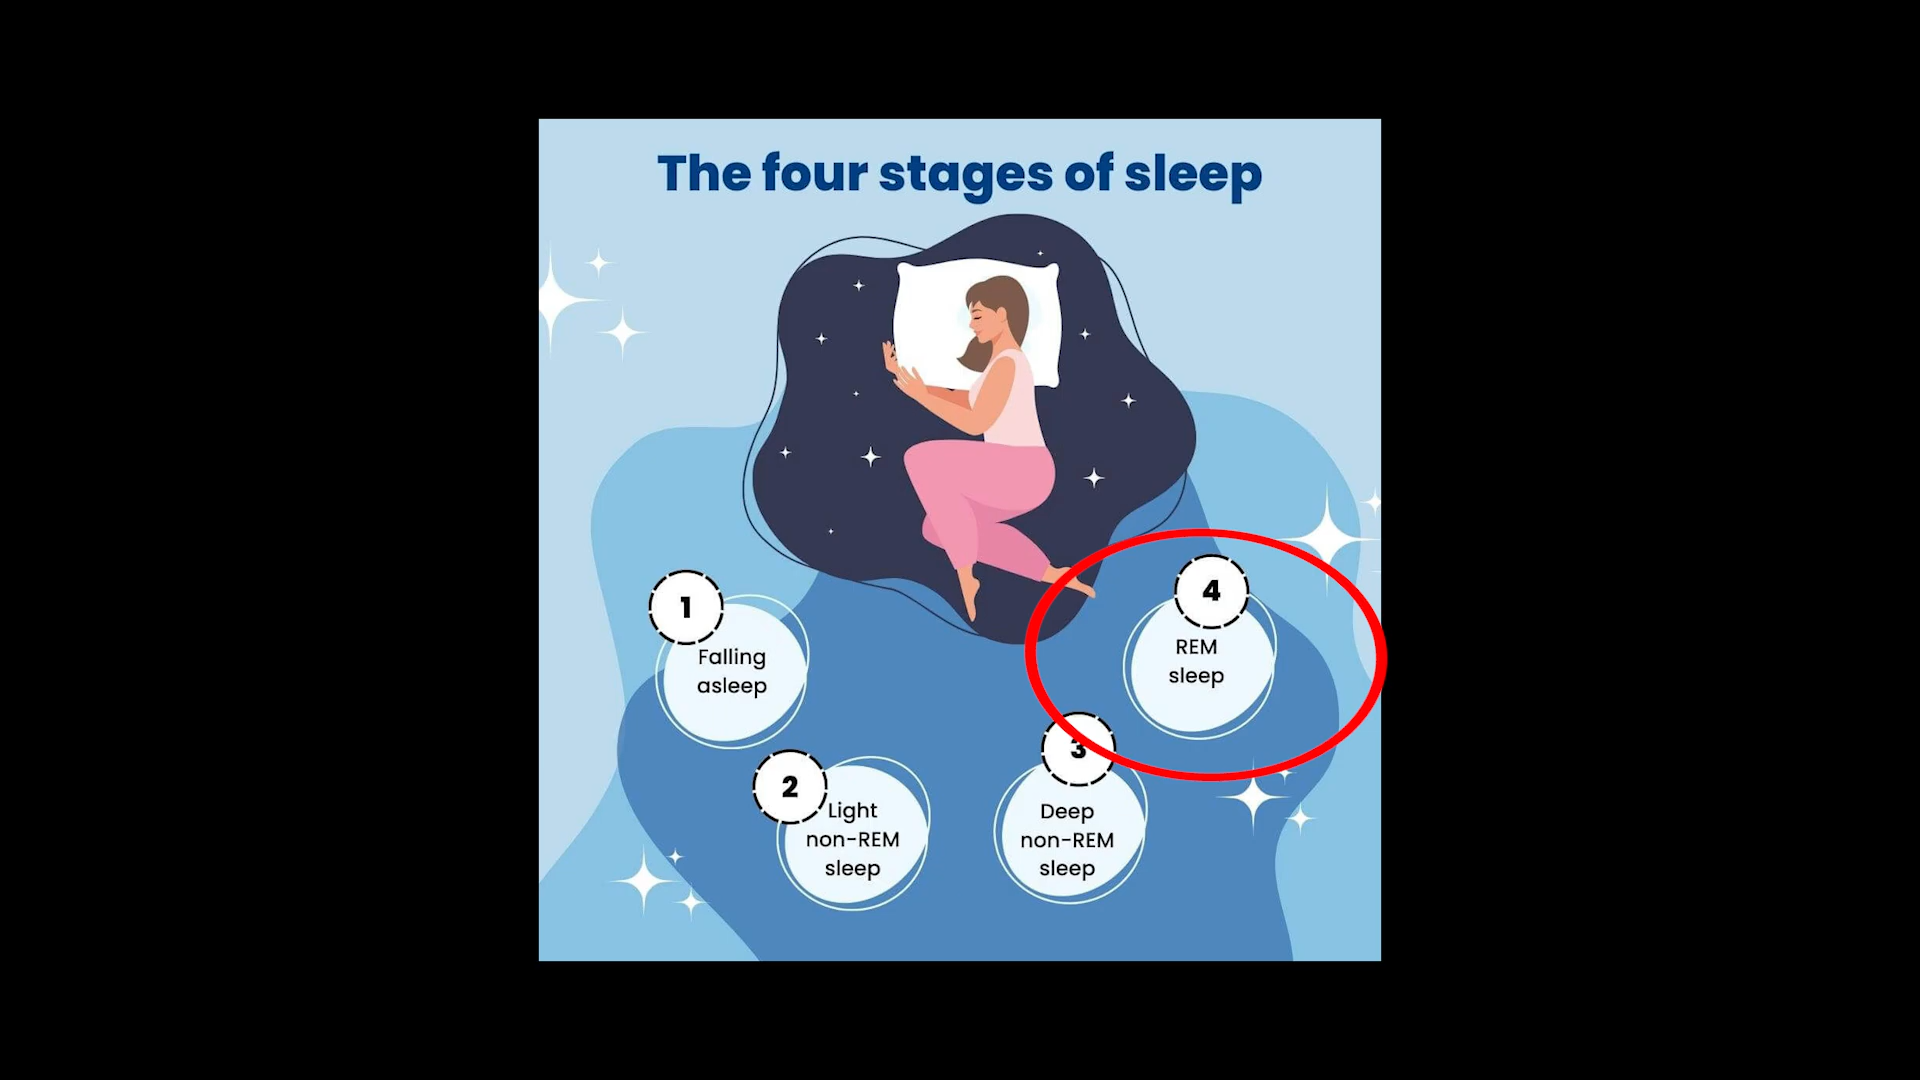 The four stages of sleep
1
Falling
asleep
2
Light
non-REM
sleep
3
Deep
non-REM
sleep
4
REM
sleep